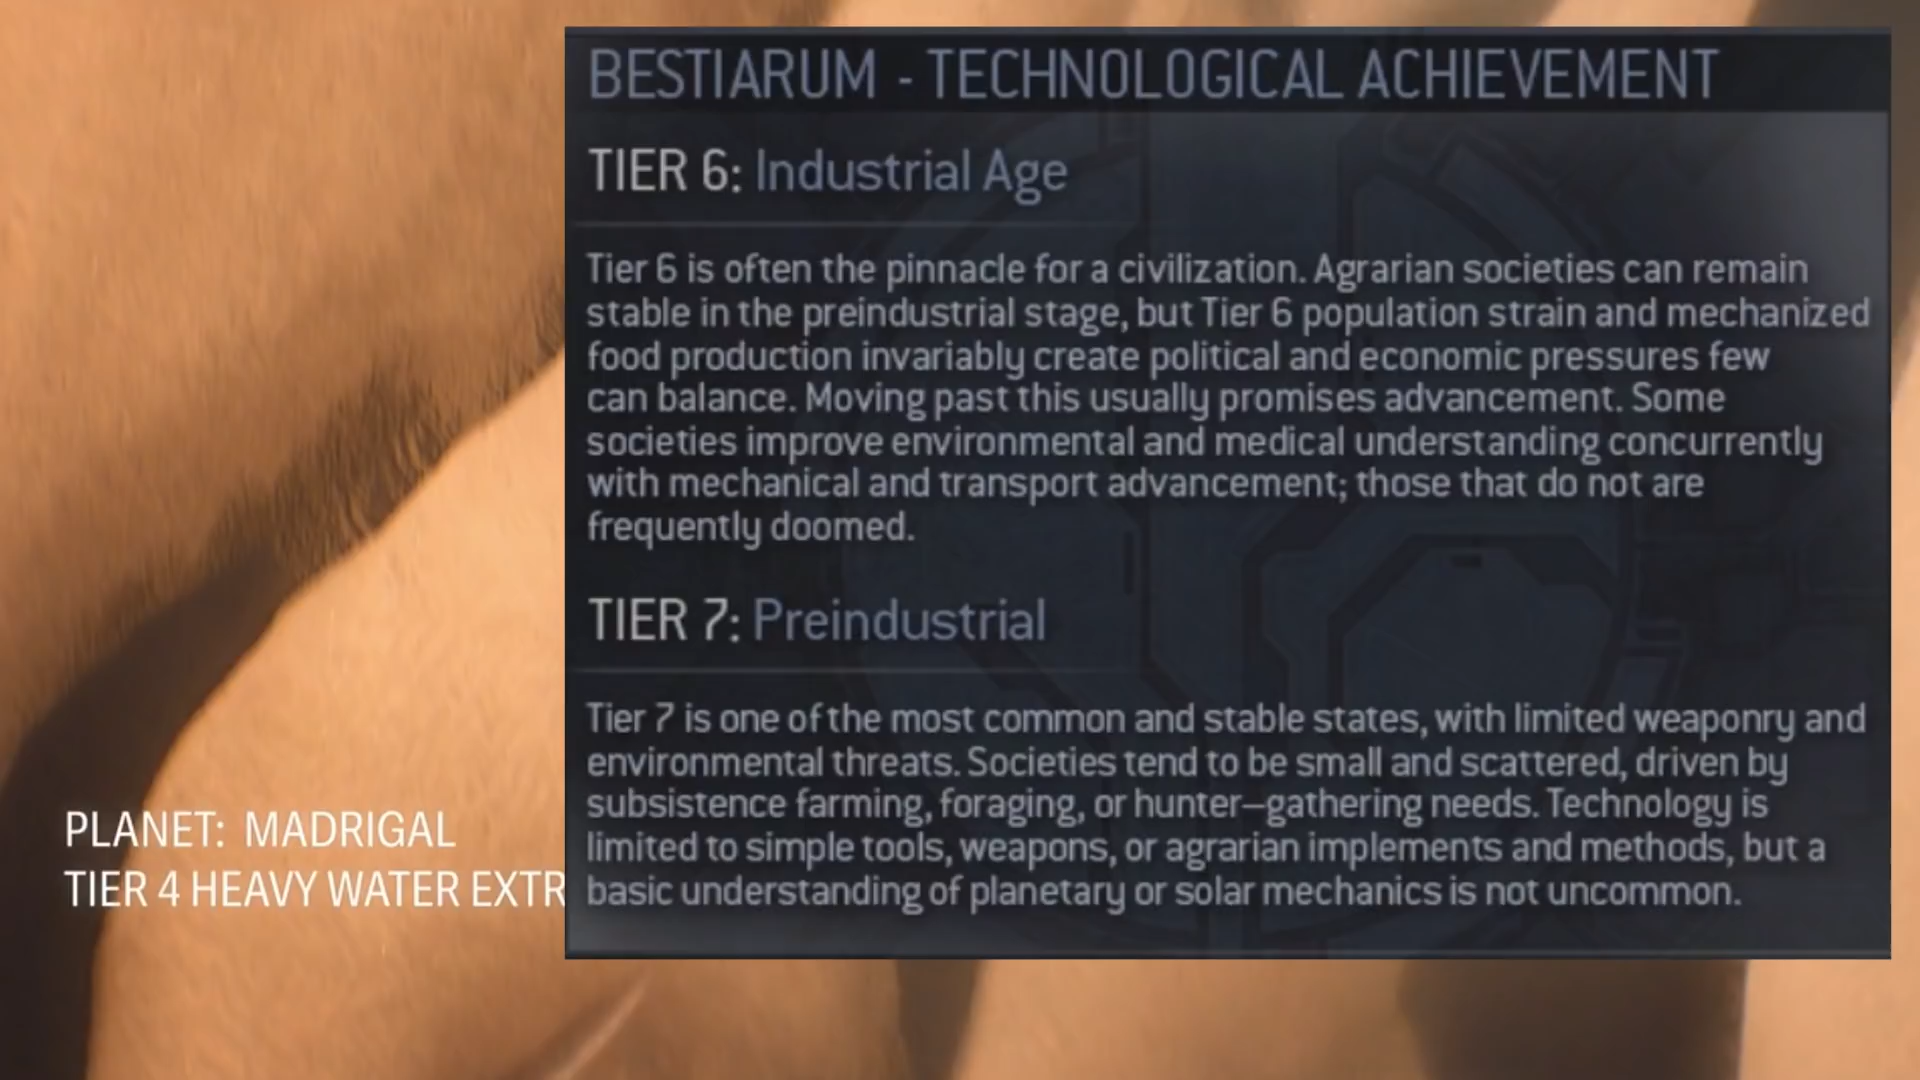 BESTIARUM - TECHNOLOGICAL ACHIEVEMENT
TIER 6: Industrial Age
Tier 6 is often the pinnacle for a civilization. Agrarian societies can remain
stable in the preindustrial stage, but Tier 6 population strain and mechanized
food production invariably create political and economic pressures few
can balance. Moving past this usually promises advancement. Some
societies improve environmental and medical understanding concurrently
with mechanical and transport advancement; those that do not are
frequently doomed.
TIER 7: Preindustrial
Tier 7 is one of the most common and stable states, with limited weaponry and
environmental threats. Societies tend to be small and scattered, driven by
subsistence farming, foraging, or hunter–gathering needs. Technology is
limited to simple tools, weapons, or agrarian implements and methods, but a
basic understanding of planetary or solar mechanics is not uncommon.
PLANET: MADRIGAL
TIER 4 HEAVY WATER EXTR